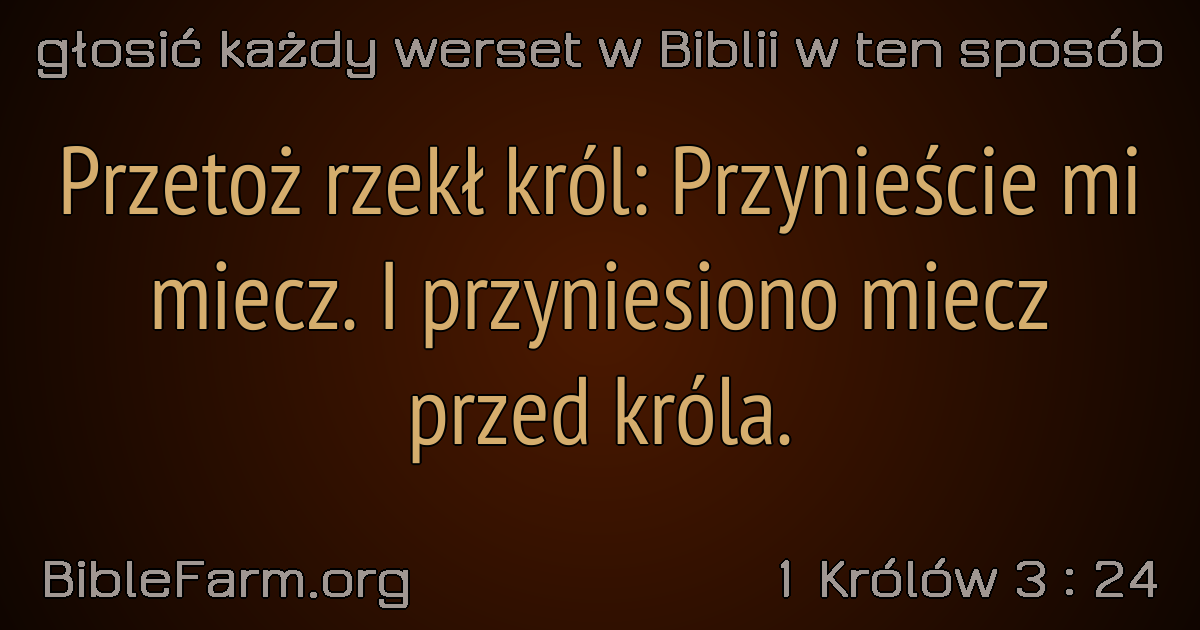 głosić każdy werset w Biblii w ten sposób
Przetoż rzekł król: Przynieście mi
miecz. I przyniesiono miecz
przed króla.
BibleFarm.org
1 Królów 3 : 24